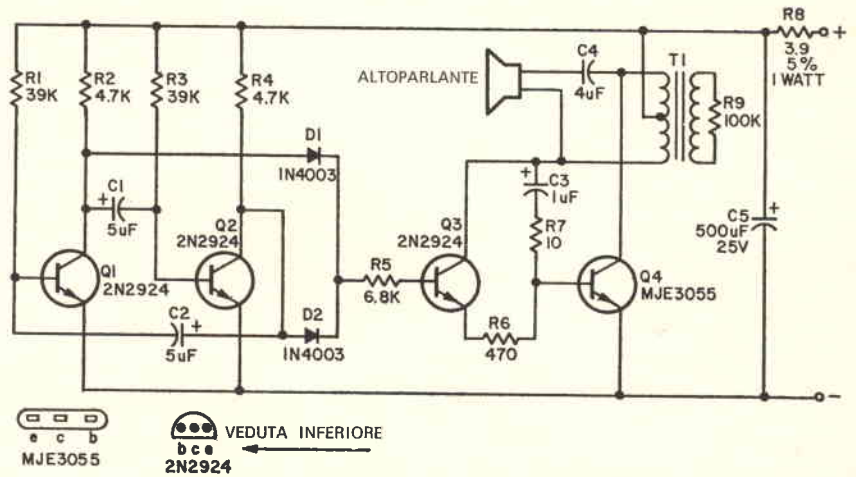 R1
39K
R2
4.7K
R3
39K
R4
4.7K
D1
1N4003
+
C1
5uF
Q1
2N2924
Q2
2N2924
C2
+
5uF
D2
1N4003
R5
6.8K
Q3
2N2924
R6
470
+
C3
1uF
R7
10
Q4
MJE3055
ALTOPARLANTE
C4
4uF
T1
R9
100K
R8
+
3.9
5%
1 WATT
+
C5
500uF
25V
-
e c b
MJE3055
VEDUTA INFERIORE
b c e
2N2924